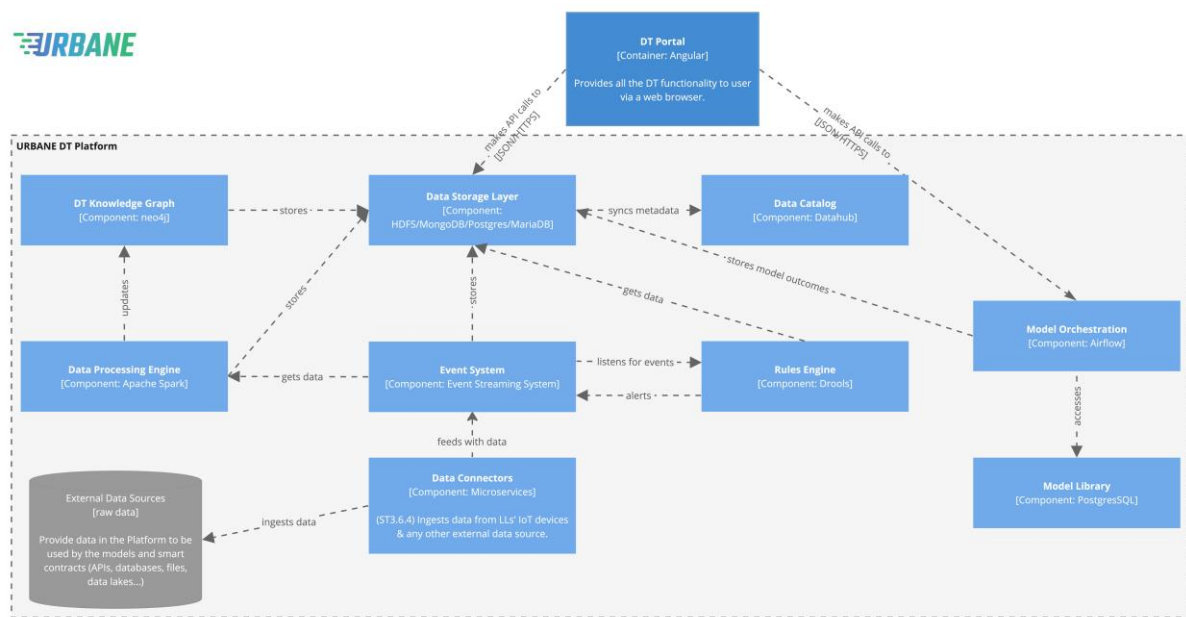 URBANE
DT Portal
[Container: Angular]
Provides all the DT functionality to user
via a web browser.
makes API calls to
[JSON/HTTPS]
makes API calls to
[JSON/HTTPS]
URBANE DT Platform
DT Knowledge Graph
[Component: neo4j]
stores
Data Storage Layer
[Component:
HDFS/MongoDB/Postgres/MariaDB]
syncs metadata
Data Catalog
[Component: Datahub]
updates
stores
stores
gets data
stores model outcomes
Model Orchestration
[Component: Airflow]
Data Processing Engine
[Component: Apache Spark]
gets data
Event System
[Component: Event Streaming System]
listens for events
alerts
Rules Engine
[Component: Drools]
accesses
feeds with data
External Data Sources
[raw data]
Provide data in the Platform to be
used by the models and smart
contracts (APIs, databases, files,
data lakes...)
ingests data
Data Connectors
[Component: Microservices]
(ST3.6.4) Ingests data from LLs' IoT devices
& any other external data source.
Model Library
[Component: PostgresSQL]